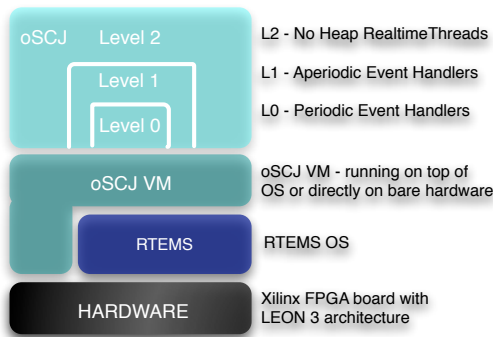 oSCJ Level 2
L2 - No Heap RealtimeThreads
Level 1
L1 - Aperiodic Event Handlers
Level 0
L0 - Periodic Event Handlers
oSCJ VM
oSCJ VM - running on top of
OS or directly on bare hardware
RTEMS
RTEMS OS
HARDWARE
Xilinx FPGA board with
LEON 3 architecture